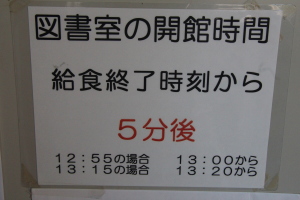 図書室の開館時間
給食終了時刻から
５分後
１２：５５の場合　１３：００から
１３：１５の場合　１３：２０から